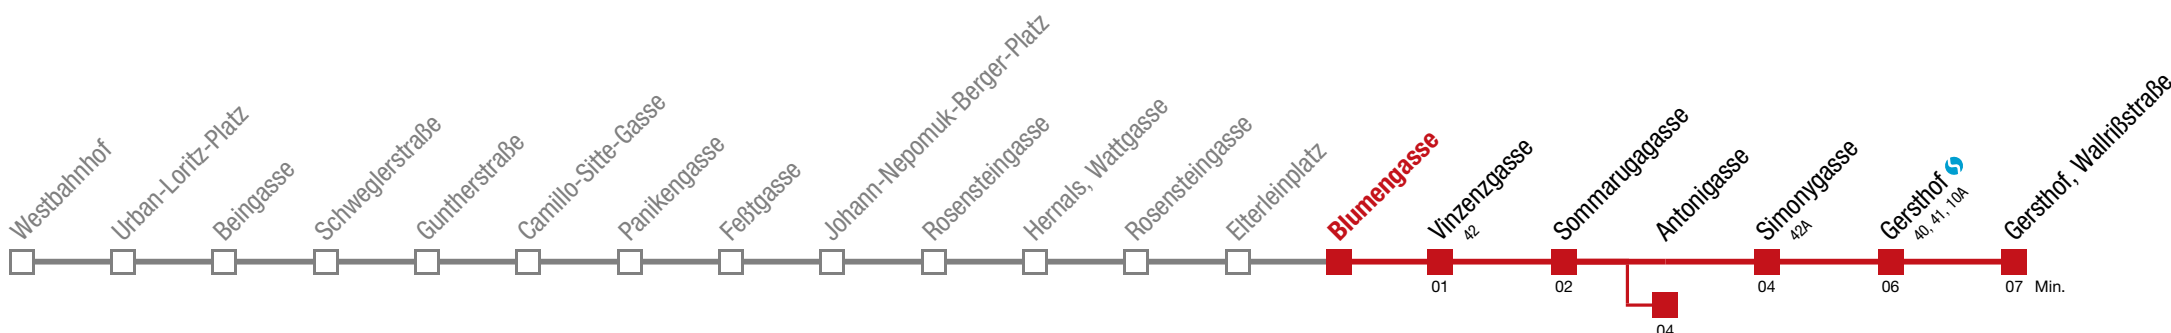 Westbahnhof
Urban-Loritz-Platz
Beingasse
Schweglerstraße
Guntherstraße
Camillo-Sitte-Gasse
Panikengasse
Feßtgasse
Johann-Nepomuk-Berger-Platz
Rosensteingasse
Hernals, Wattgasse
Rosensteingasse
Elterleinplatz
Blumengasse
Vinzenzgasse
42
Sommarugagasse
Antonigasse
Simonygasse
42A
Gersthof
40, 41, 10A
Gersthof, Wallrißstraße
01
02
04
06
07 Min.
04